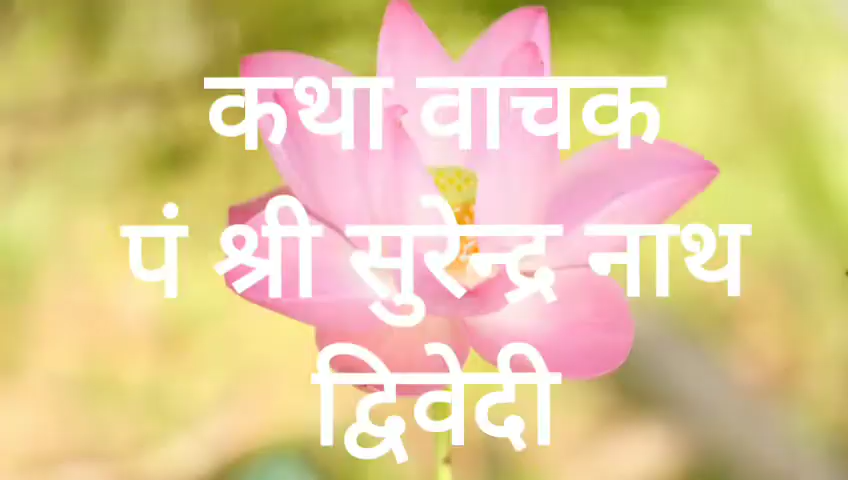 कथा वाचक
पं श्री सुरेन्द्र नाथ
द्विवेदी